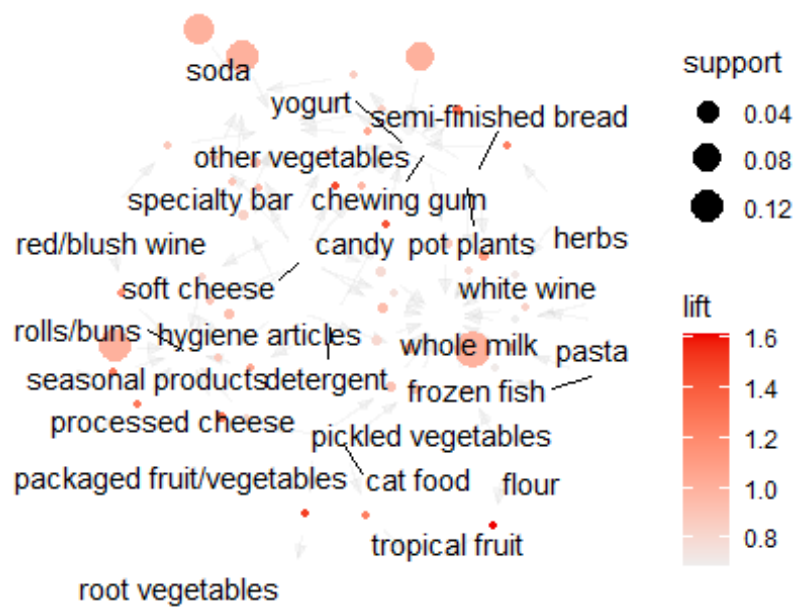 soda
yogurt
semi-finished bread
other vegetables
specialty bar
chewing gum
red/blush wine
candy
pot plants
herbs
soft cheese
white wine
rolls/buns
hygiene articles
whole milk
pasta
seasonal products
detergent
frozen fish
processed cheese
pickled vegetables
packaged fruit/vegetables
cat food
flour
tropical fruit
root vegetables
support
0.04
0.08
0.12
lift
1.6
1.4
1.2
1.0
0.8